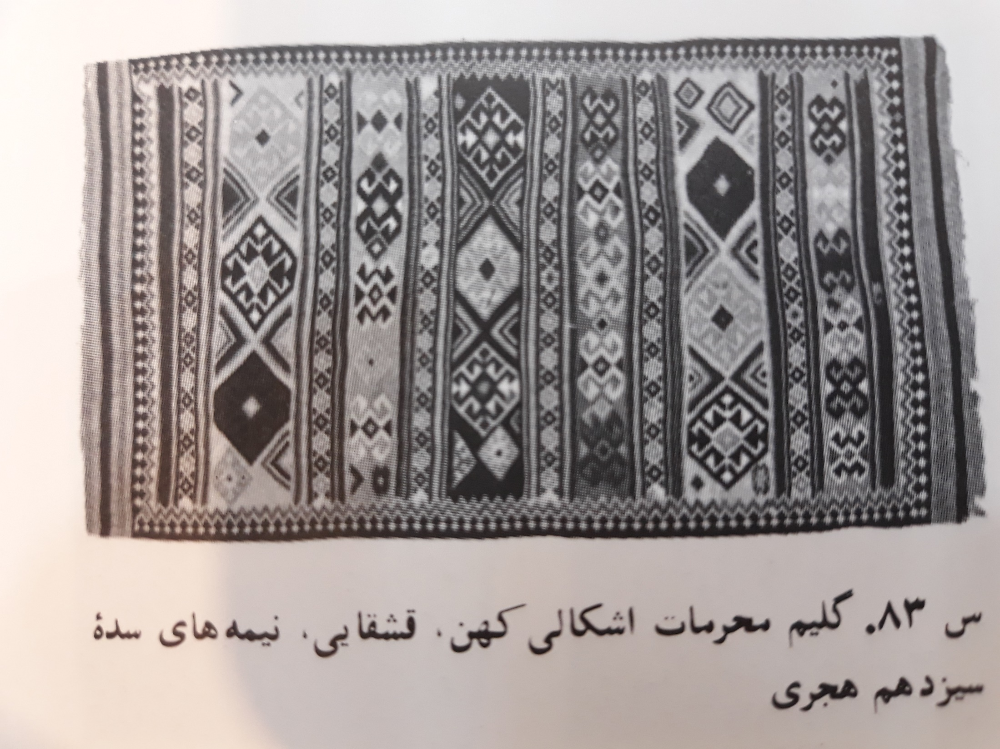 س ۸۳. گلیم محرمات اشکالی کهن. قشقایی. نیمه‌های سدهٔ
سیزدهم هجری